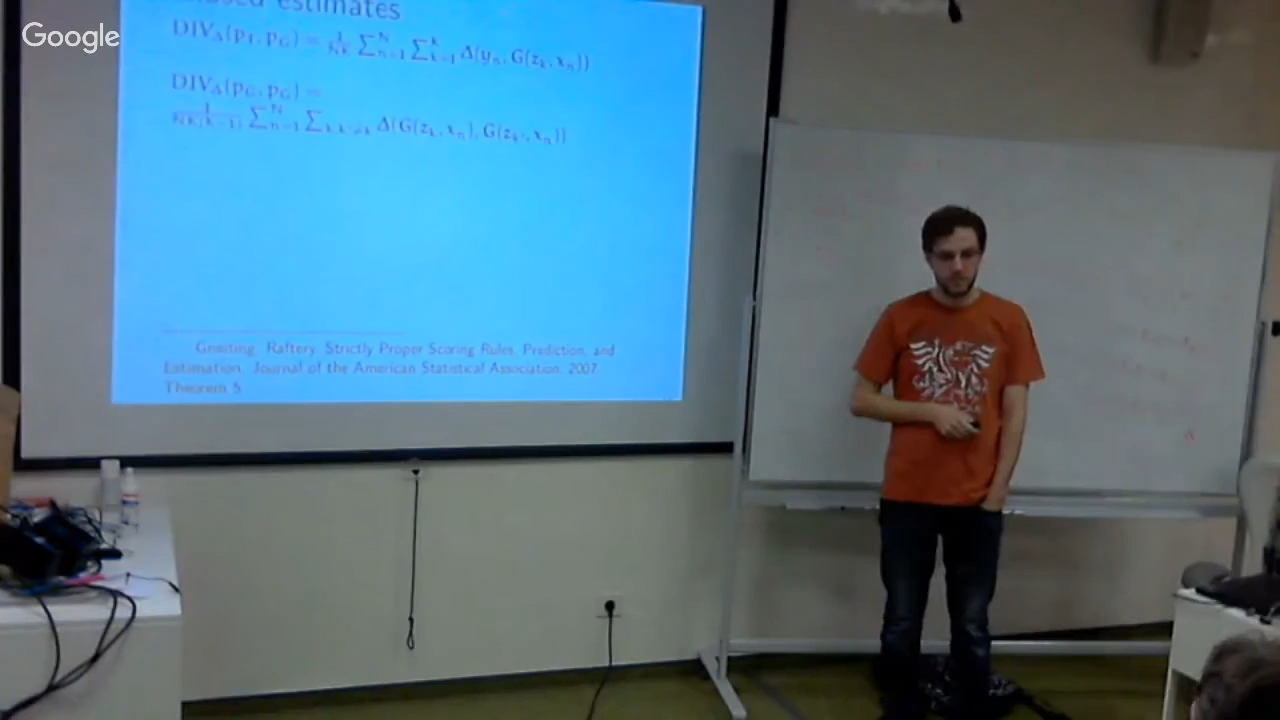 Google
estimates
DIV_Δ(p_T, p_G) = 1/Nk ∑_{n=1}^N ∑_{k=1}^k Δ(y_n, G(z_k, x_n))
DIV_Δ(p_G, p_G) =
1/Nk(k−1) ∑_{n=1}^N ∑ Δ(G(z_k, x_n), G(z_k', x_n))
Gneiting, Raftery. Strictly Proper Scoring Rules, Prediction, and
Estimation. Journal of the American Statistical Association, 2007.
Theorem 5